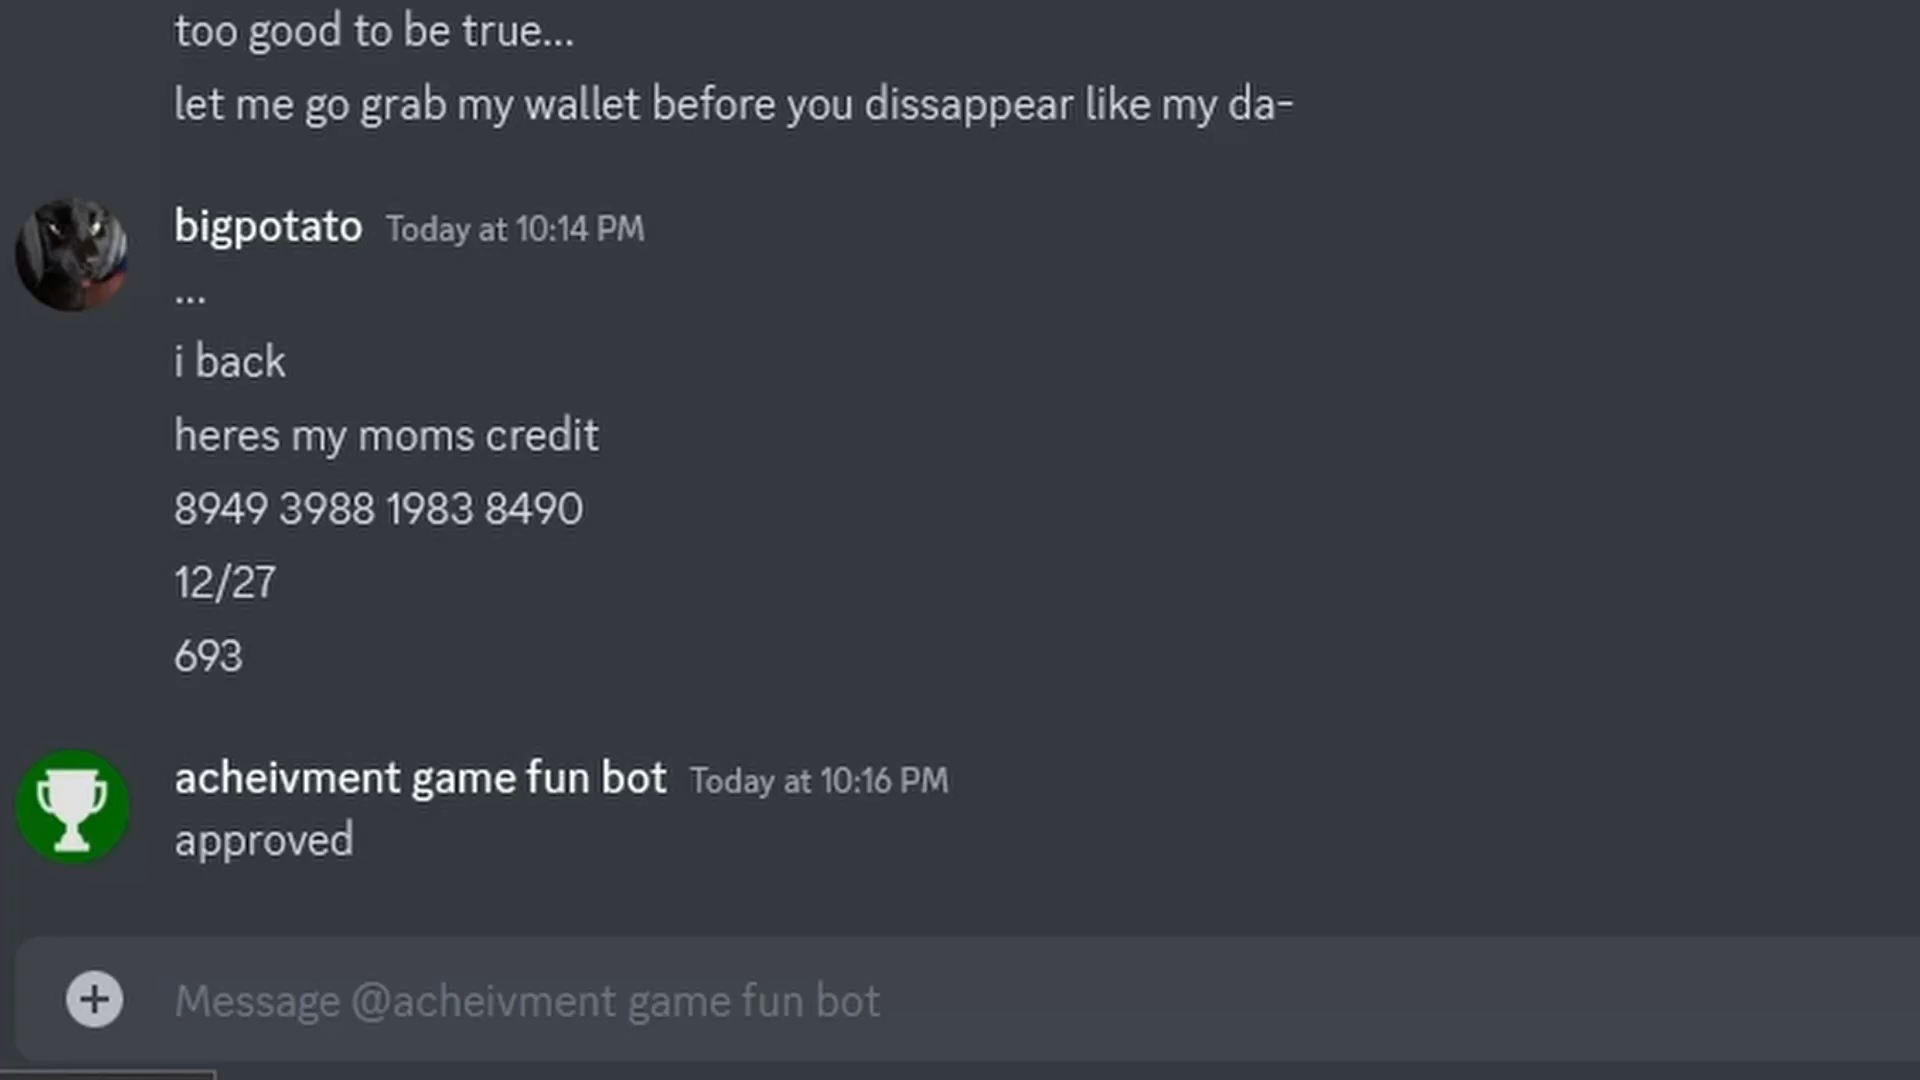 too good to be true...
let me go grab my wallet before you dissappear like my da-
bigpotato Today at 10:14 PM
...
i back
heres my moms credit
8949 3988 1983 8490
12/27
693
acheivment game fun bot Today at 10:16 PM
approved
Message @acheivment game fun bot